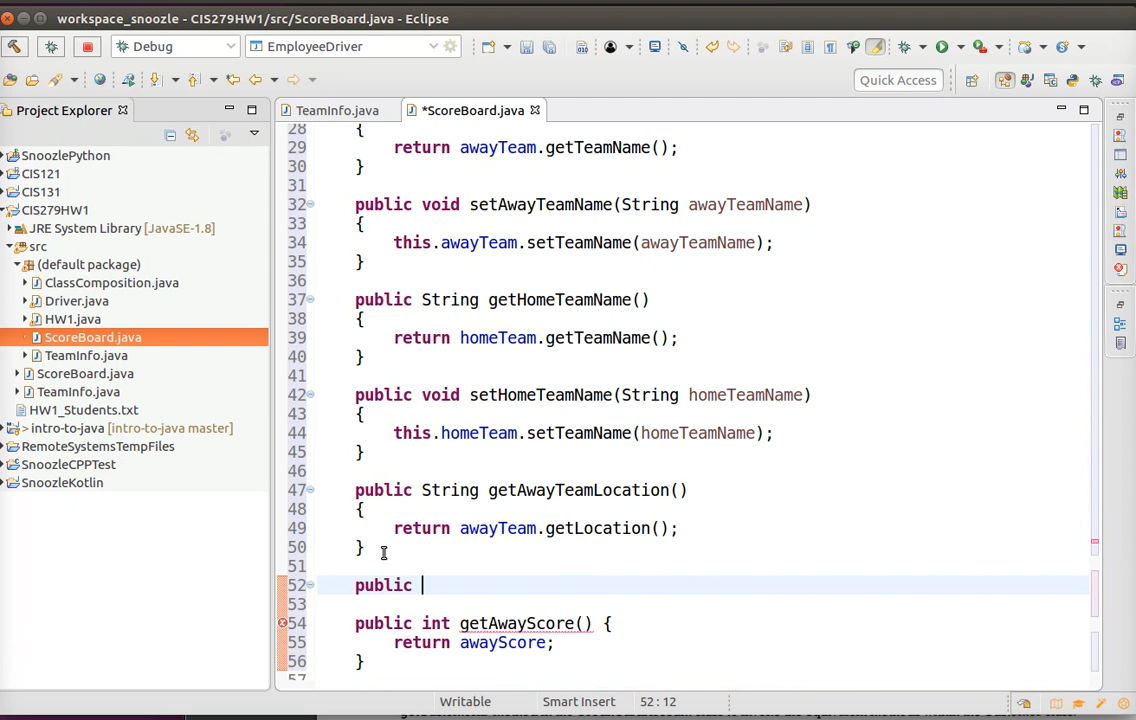 workspace_snoozle - CIS279HW1/src/ScoreBoard.java - Eclipse
Debug
EmployeeDriver
Quick Access
Project Explorer
TeamInfo.java
*ScoreBoard.java
SnoozlePython
CIS121
CIS131
CIS279HW1
JRE System Library [JavaSE-1.8]
src
(default package)
ClassComposition.java
Driver.java
HW1.java
ScoreBoard.java
TeamInfo.java
ScoreBoard.java
TeamInfo.java
HW1_Students.txt
> intro-to-java [intro-to-java master]
RemoteSystemsTempFiles
SnoozleCPPTest
SnoozleKotlin
28 {
29 return awayTeam.getTeamName();
30 }
31
32 public void setAwayTeamName(String awayTeamName)
33 {
34 this.awayTeam.setTeamName(awayTeamName);
35 }
36
37 public String getHomeTeamName()
38 {
39 return homeTeam.getTeamName();
40 }
41
42 public void setHomeTeamName(String homeTeamName)
43 {
44 this.homeTeam.setTeamName(homeTeamName);
45 }
46
47 public String getAwayTeamLocation()
48 {
49 return awayTeam.getLocation();
50 }
51
52 public
53
54 public int getAwayScore() {
55 return awayScore;
56 }
57
Writable
Smart Insert
52 : 12